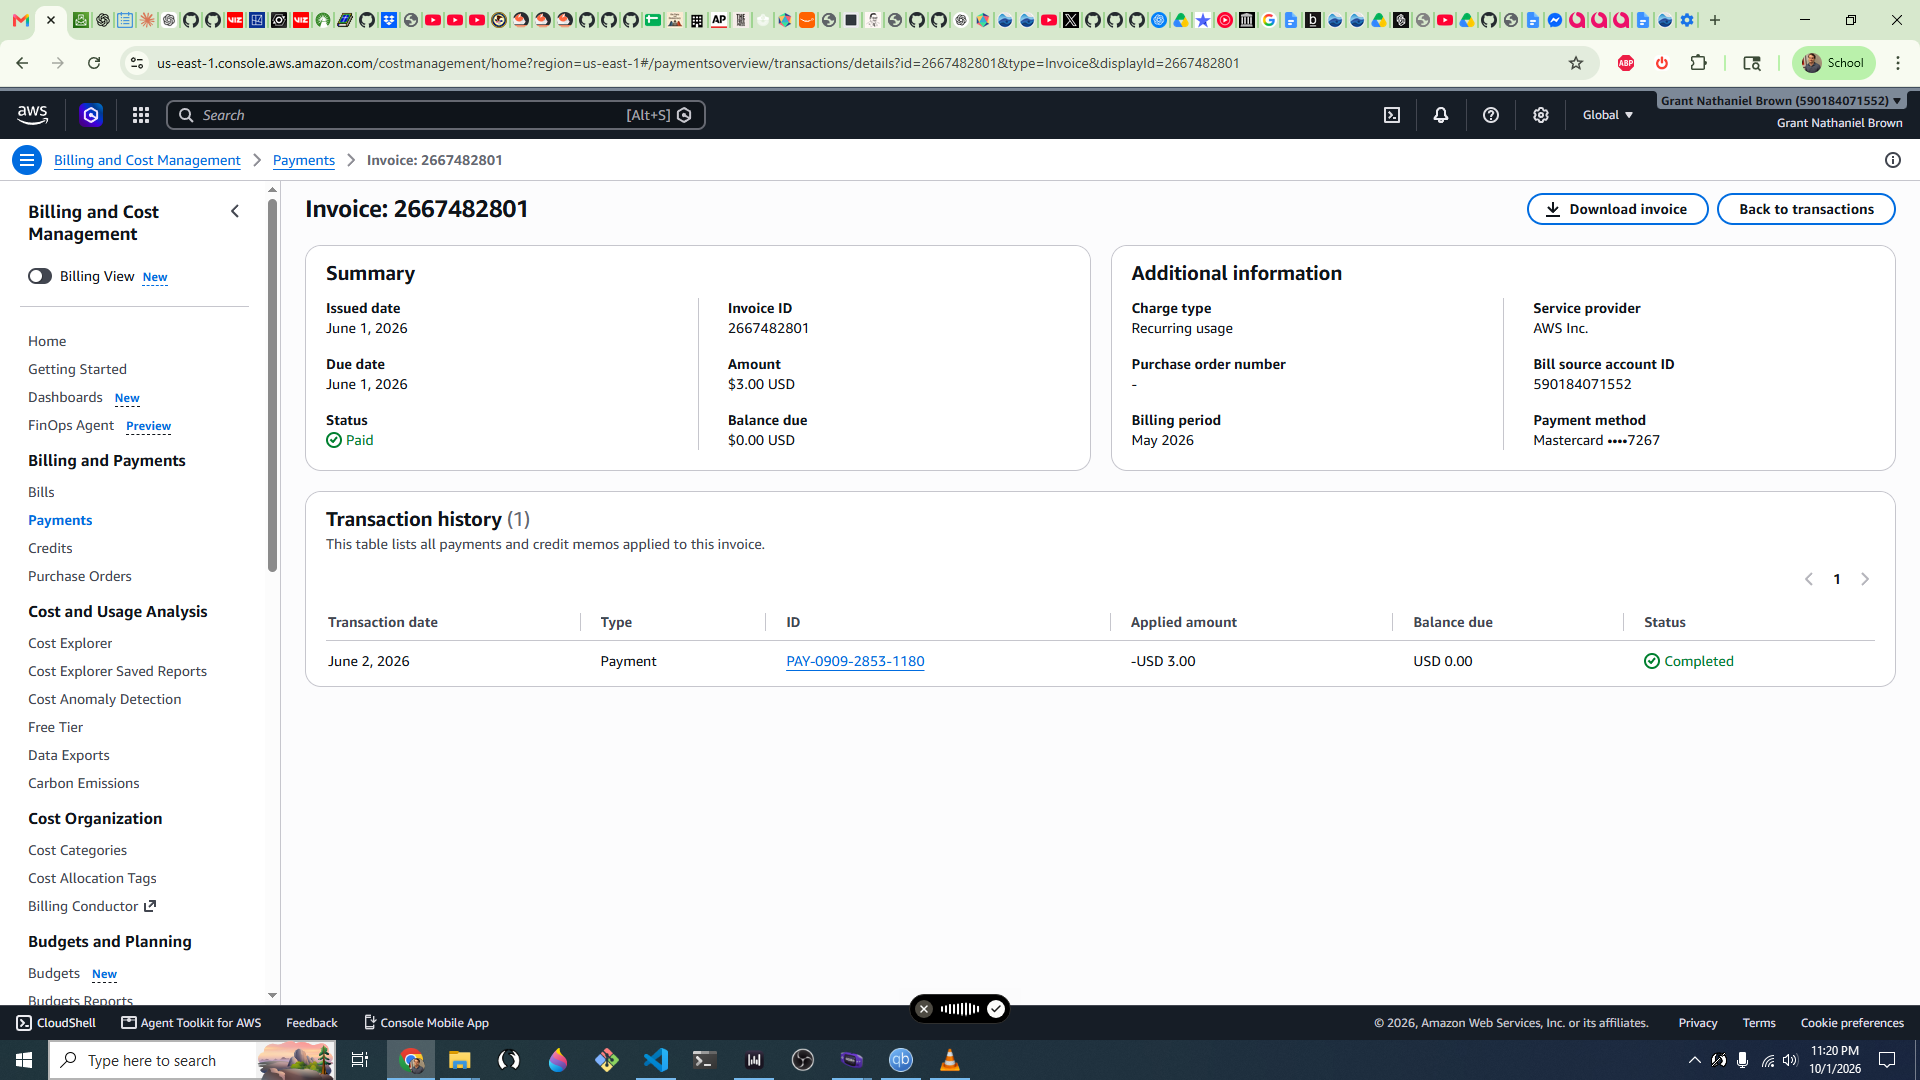 us-east-1.console.aws.amazon.com/costmanagement/home?region=us-east-1#/paymentsoverview/transactions/details?id=2667482801&type=Invoice&displayId=2667482801
School
aws
Search
[Alt+S]
Global
Grant Nathaniel Brown (590184071552)
Grant Nathaniel Brown
Billing and Cost Management
Payments
Invoice: 2667482801
Billing and Cost
Management
Billing View New
Home
Getting Started
Dashboards New
FinOps Agent Preview
Billing and Payments
Bills
Payments
Credits
Purchase Orders
Cost and Usage Analysis
Cost Explorer
Cost Explorer Saved Reports
Cost Anomaly Detection
Free Tier
Data Exports
Carbon Emissions
Cost Organization
Cost Categories
Cost Allocation Tags
Billing Conductor
Budgets and Planning
Budgets New
Budgets Reports
Invoice: 2667482801
Download invoice
Back to transactions
Summary
Issued date
June 1, 2026
Due date
June 1, 2026
Status
Paid
Invoice ID
2667482801
Amount
$3.00 USD
Balance due
$0.00 USD
Additional information
Charge type
Recurring usage
Purchase order number
-
Billing period
May 2026
Service provider
AWS Inc.
Bill source account ID
590184071552
Payment method
Mastercard ••••7267
Transaction history (1)
This table lists all payments and credit memos applied to this invoice.
1
Transaction date Type ID Applied amount Balance due Status
June 2, 2026 Payment PAY-0909-2853-1180 -USD 3.00 USD 0.00 Completed
CloudShell
Agent Toolkit for AWS
Feedback
Console Mobile App
© 2026, Amazon Web Services, Inc. or its affiliates.
Privacy
Terms
Cookie preferences
Type here to search
11:20 PM
10/1/2026